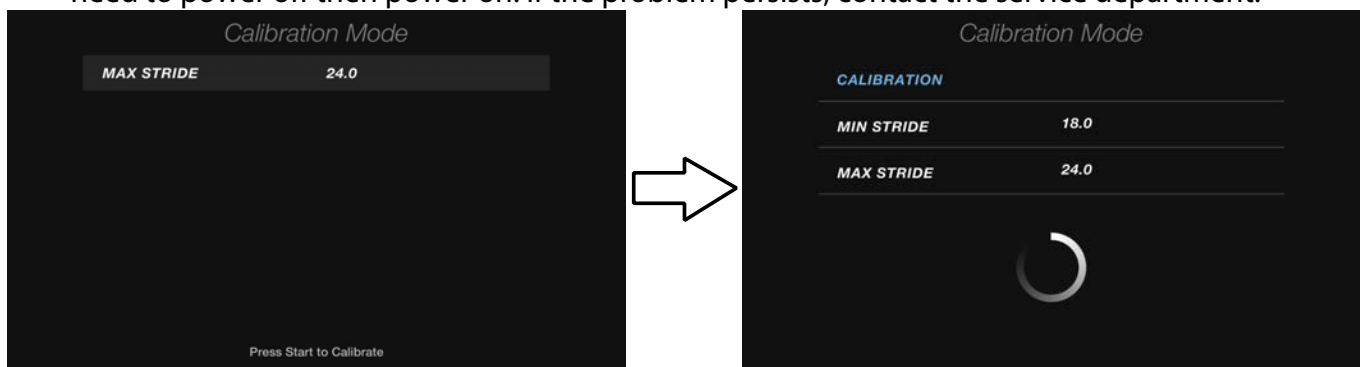 need to power off then power on. If the problem persists, contact the service department.
Calibration Mode
MAX STRIDE 24.0
Press Start to Calibrate
Calibration Mode
CALIBRATION
MIN STRIDE 18.0
MAX STRIDE 24.0